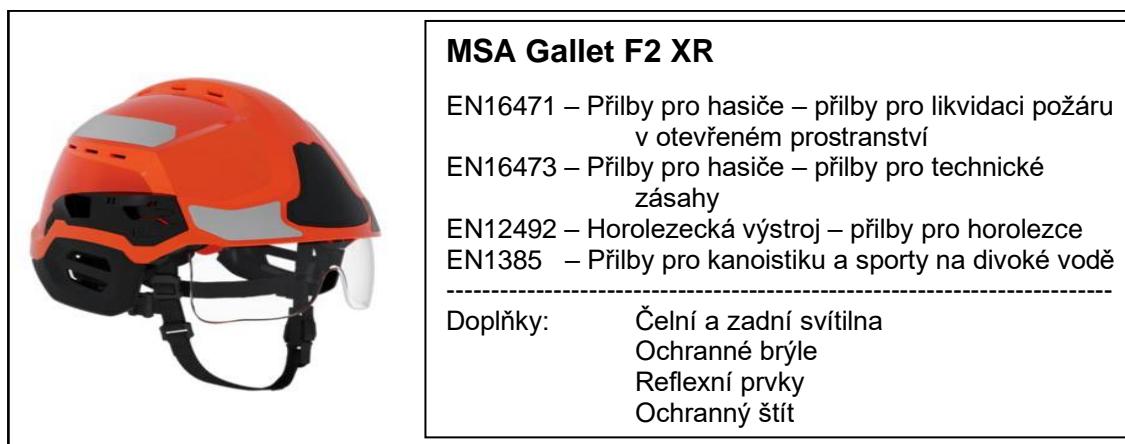 MSA Gallet F2 XR
EN16471 – Přilby pro hasiče – přilby pro likvidaci požáru
v otevřeném prostranství
EN16473 – Přilby pro hasiče – přilby pro technické
zásahy
EN12492 – Horolezecká výstroj – přilby pro horolezce
EN1385 – Přilby pro kanoistiku a sporty na divoké vodě
--------------------------------------------------------------------------
Doplňky: Čelní a zadní svítilna
Ochranné brýle
Reflexní prvky
Ochranný štít